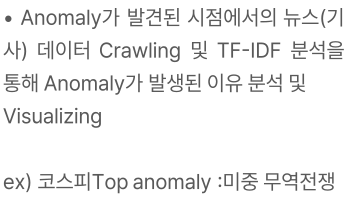 • Anomaly가 발견된 시점에서의 뉴스(기
사) 데이터 Crawling 및 TF-IDF 분석을
통해 Anomaly가 발생된 이유 분석 및
Visualizing
ex) 코스피Top anomaly :미중 무역전쟁